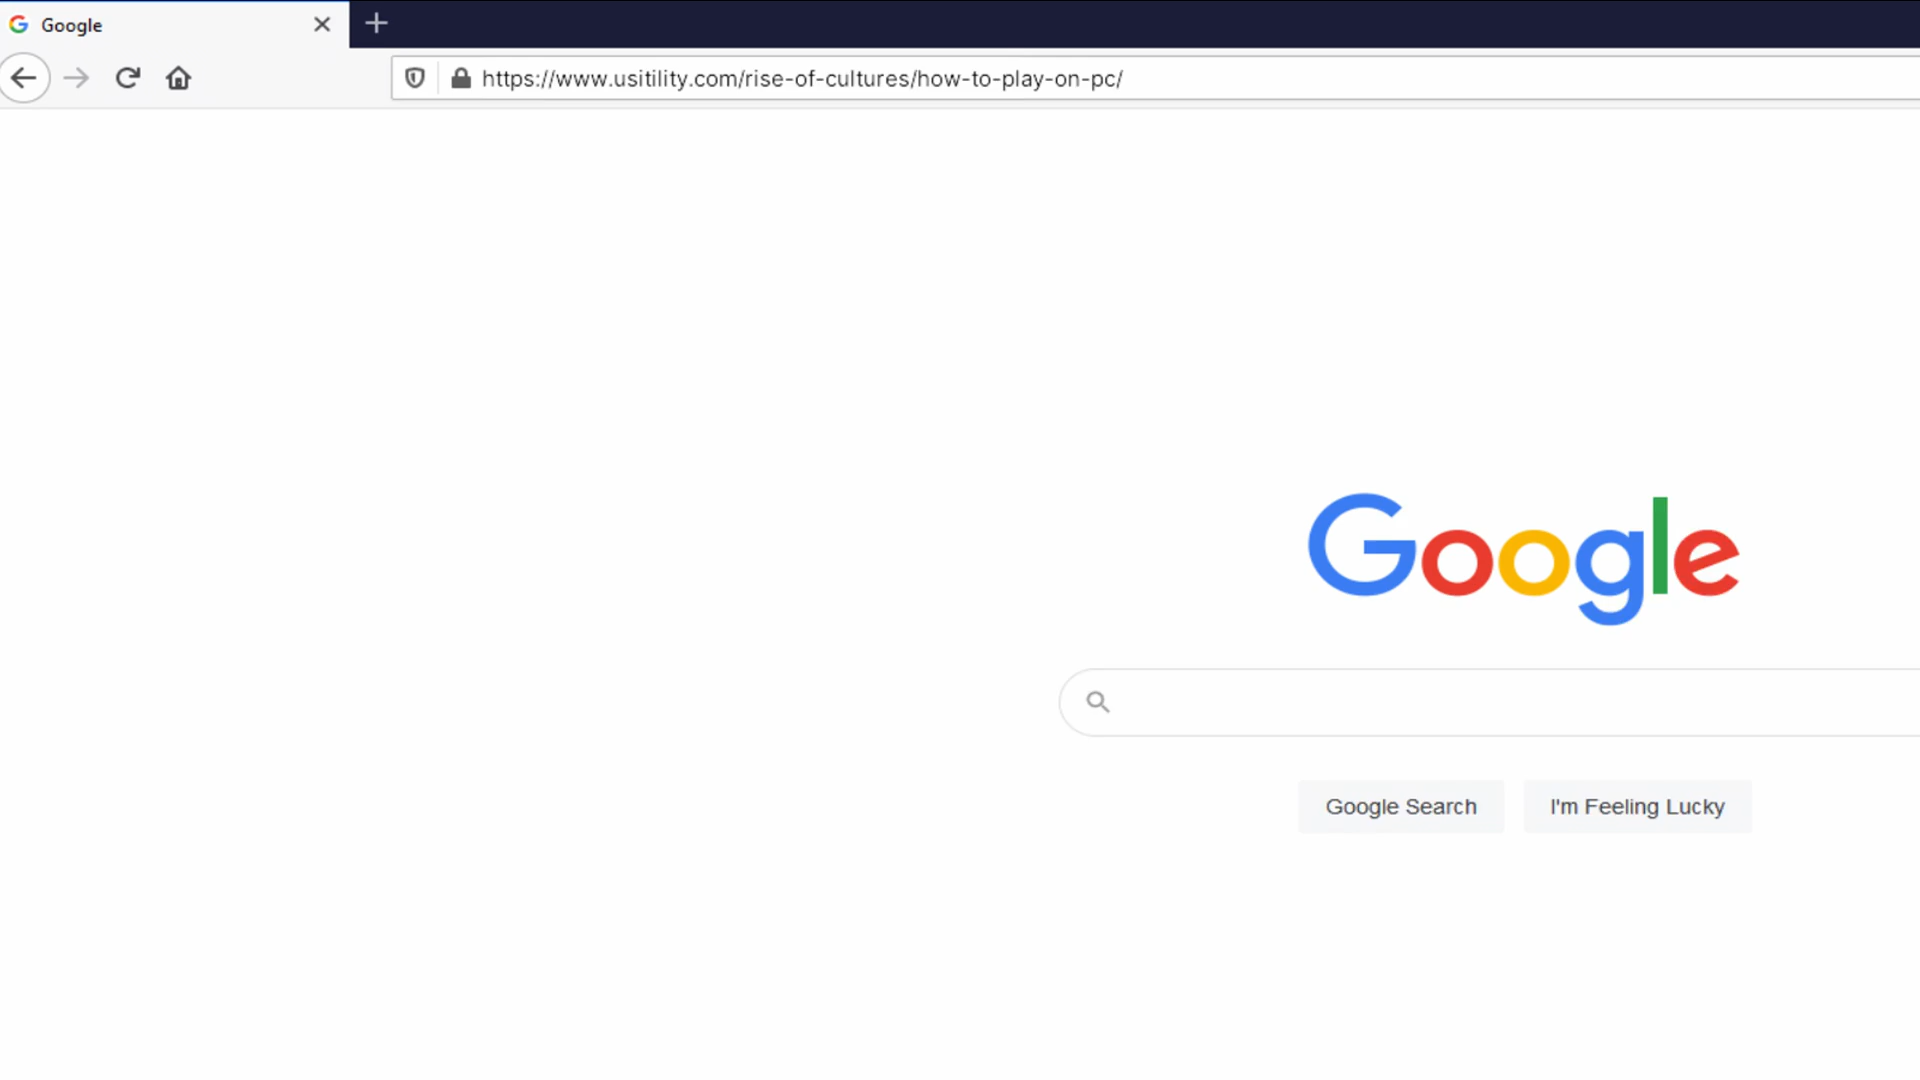 Google
https://www.usitility.com/rise-of-cultures/how-to-play-on-pc/
Google
Google Search
I'm Feeling Lucky